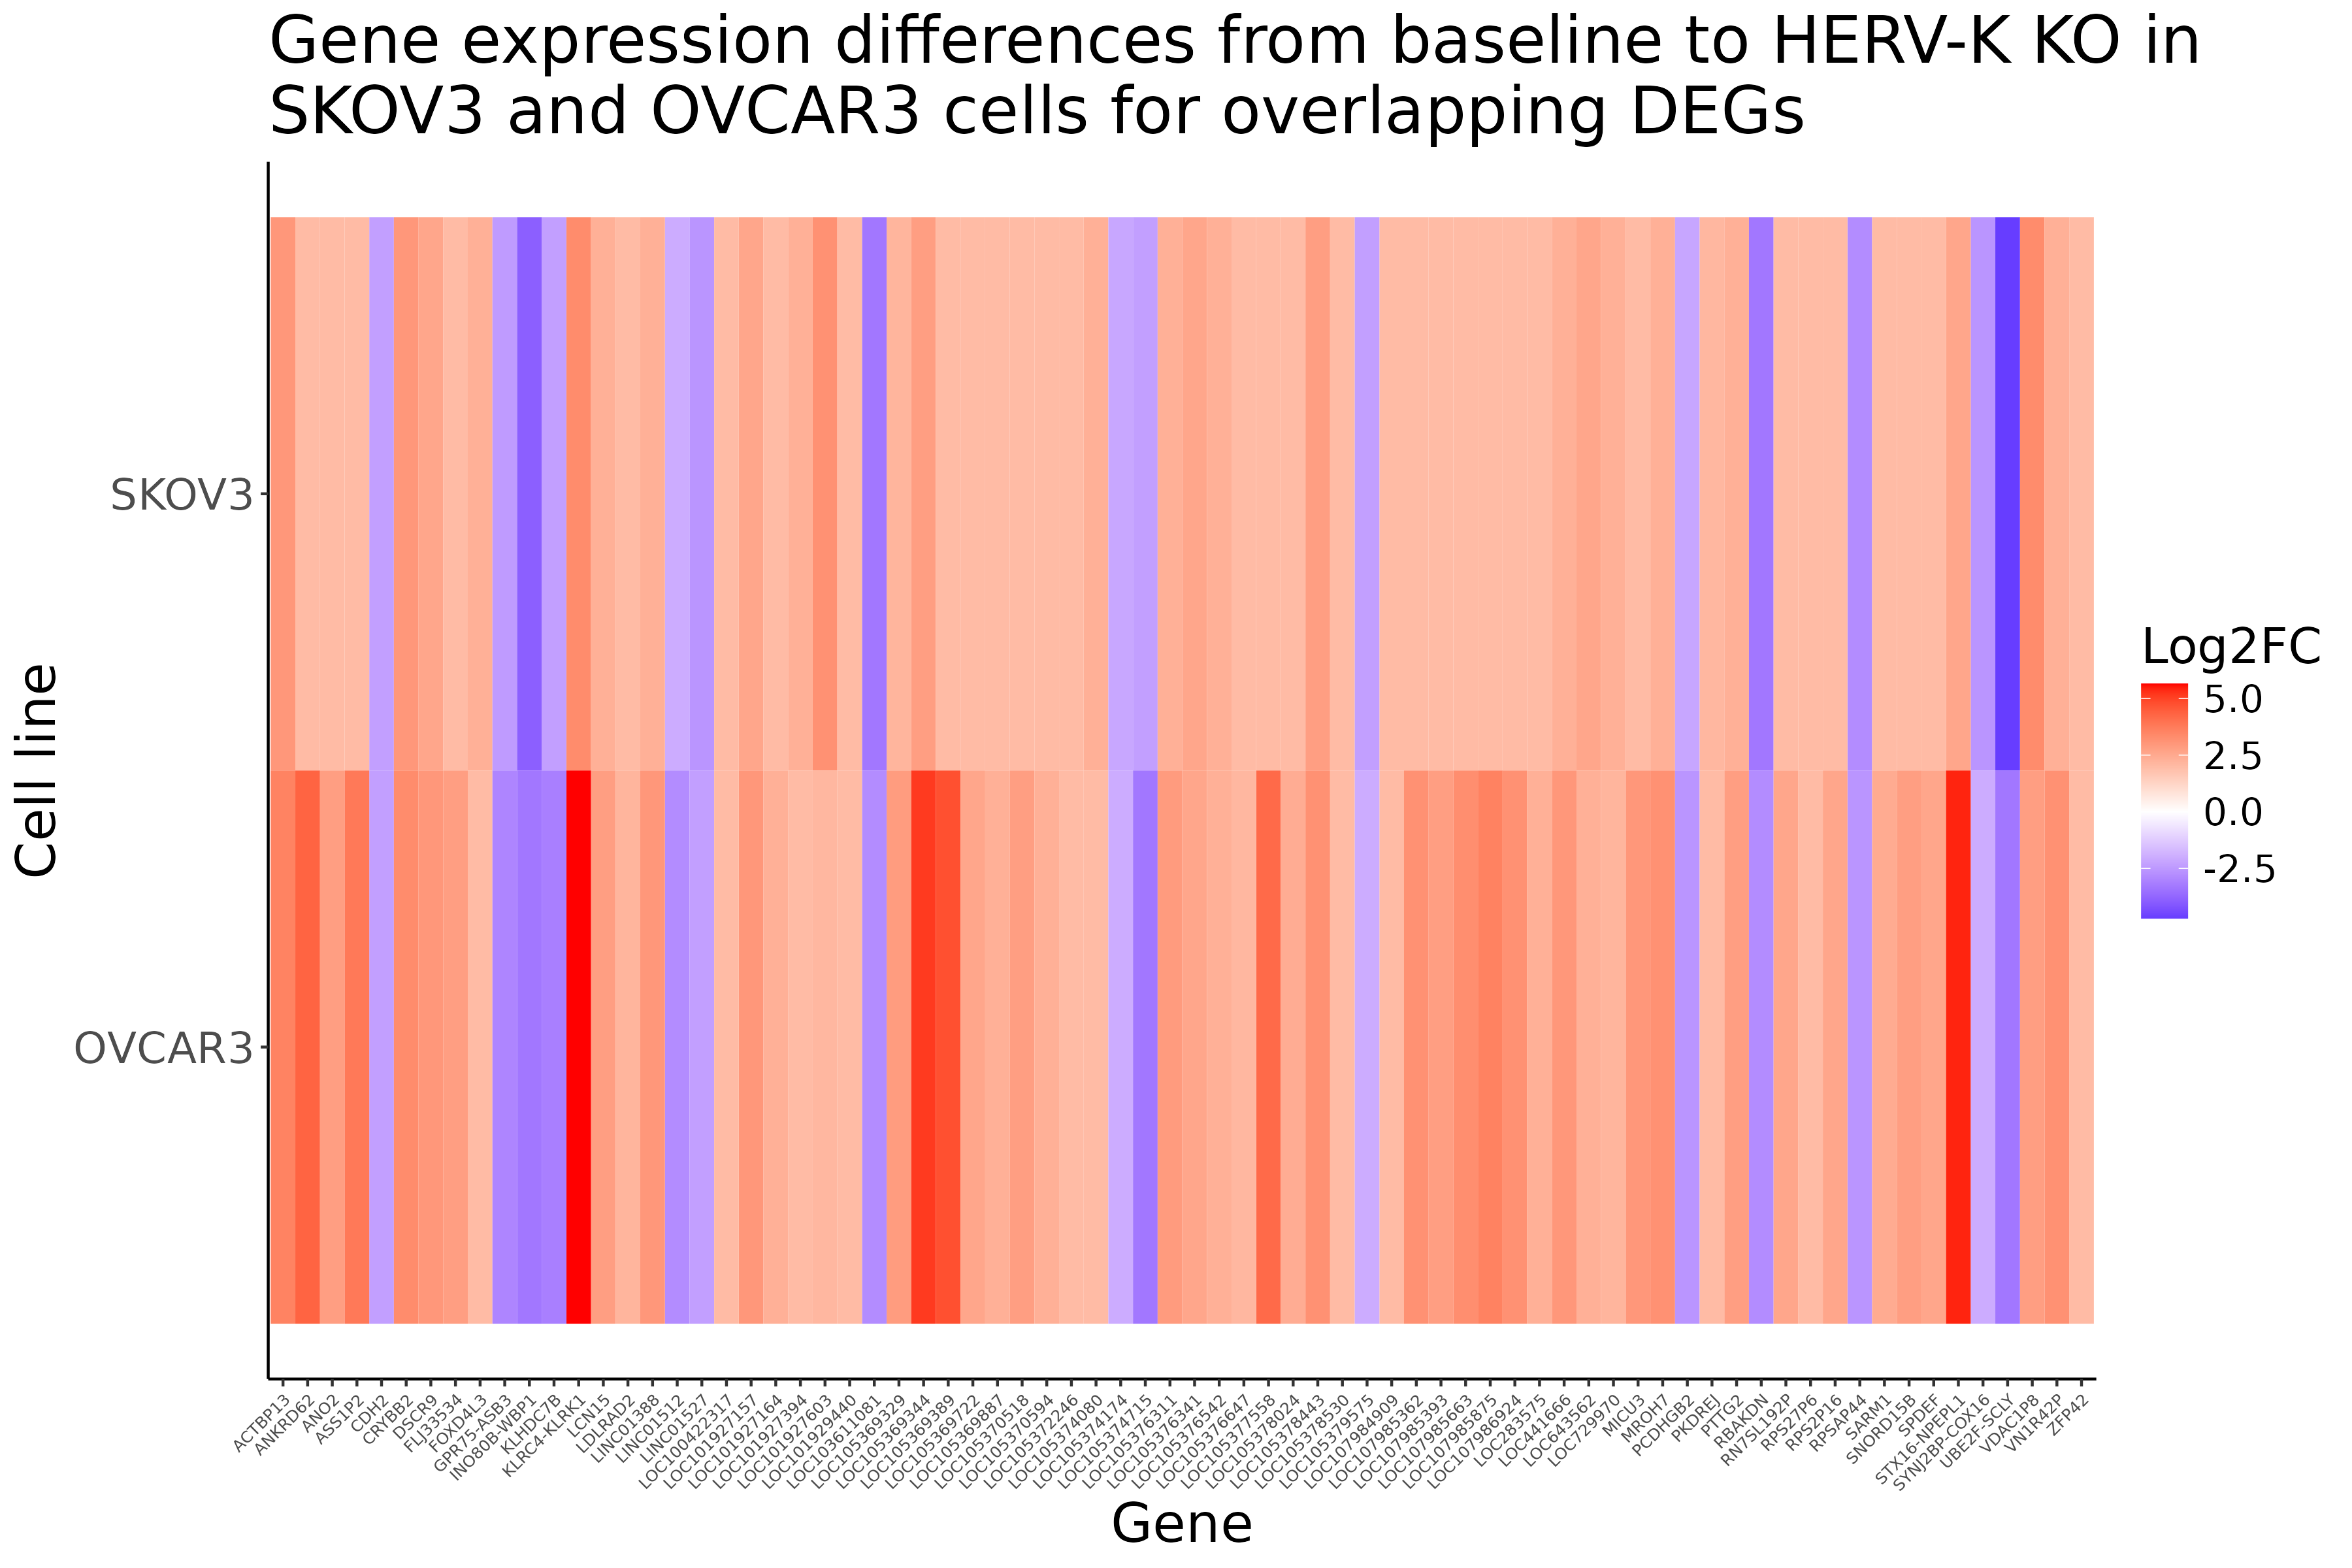 Gene expression differences from baseline to HERV-K KO in
SKOV3 and OVCAR3 cells for overlapping DEGs
Cell line
SKOV3
OVCAR3
Log2FC
5.0
2.5
0.0
-2.5
ACTBP13
ANKRD62
ANO2
ASS1P2
CDH2
CRYBB2
DSCR9
FLJ33534
FOXD4L3
GPR75-ASB3
INO80B-WBP1
KLHDC7B
KLRC4-KLRK1
LCN15
LDLRAD2
LINC01388
LINC01512
LINC01527
LOC100422317
LOC101927157
LOC101927164
LOC101927394
LOC101927603
LOC101929440
LOC103611081
LOC105369329
LOC105369344
LOC105369389
LOC105369722
LOC105369887
LOC105370518
LOC105370594
LOC105372246
LOC105374080
LOC105374174
LOC105374715
LOC105376311
LOC105376341
LOC105376542
LOC105376647
LOC105377558
LOC105378024
LOC105378443
LOC105378530
LOC105379575
LOC107984909
LOC107985362
LOC107985393
LOC107985663
LOC107985875
LOC107986924
LOC283575
LOC441666
LOC643562
LOC729970
MICU3
MROH7
PCDHGB2
PKDREJ
PTTG2
RBAKDN
RN7SL192P
RPS27P6
RPS2P16
RPSAP44
SARM1
SNORD15B
SPDEF
STX16-NPEPL1
SYNJ2BP-COX16
UBE2F-SCLY
VDAC1P8
VN1R42P
ZFP42
Gene